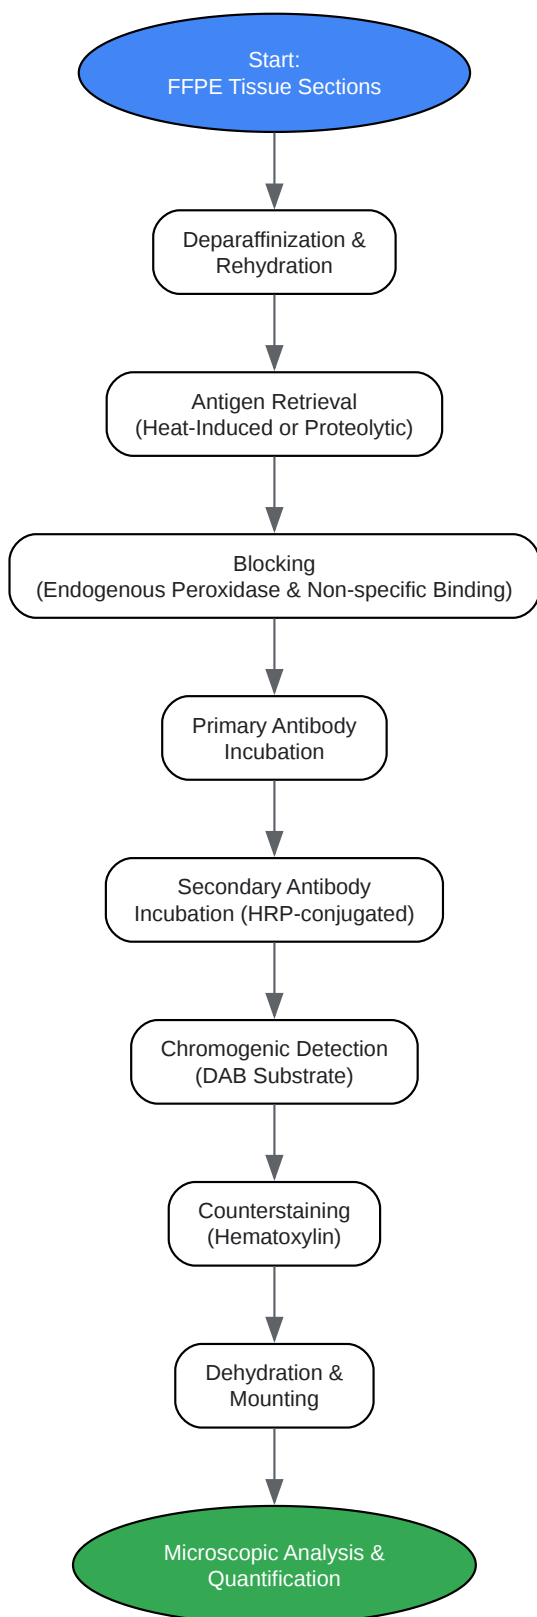 Start:
FFPE Tissue Sections
Deparaffinization &
Rehydration
Antigen Retrieval
(Heat-Induced or Proteolytic)
Blocking
(Endogenous Peroxidase & Non-specific Binding)
Primary Antibody
Incubation
Secondary Antibody
Incubation (HRP-conjugated)
Chromogenic Detection
(DAB Substrate)
Counterstaining
(Hematoxylin)
Dehydration &
Mounting
Microscopic Analysis &
Quantification